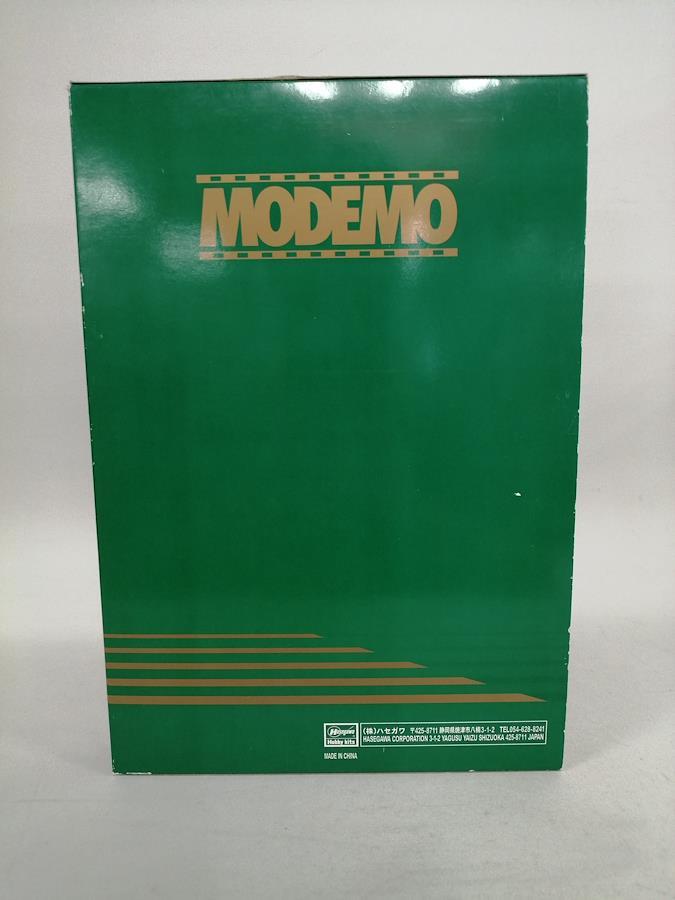 MODEMO
Hasegawa
Hobby kits
(株)ハセガワ 〒425-8711 静岡県焼津市八楠3-1-2 TEL054-628-8241
HASEGAWA CORPORATION 3-1-2 YAGUSU YAIZU SHIZUOKA 425-8711 JAPAN
MADE IN CHINA